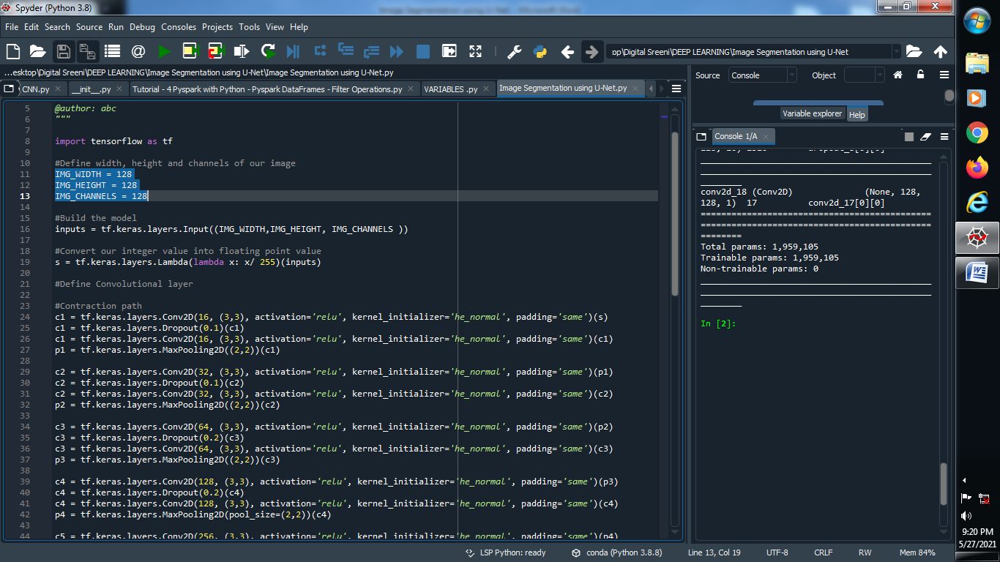 Spyder (Python 3.8)
File Edit Search Source Run Debug Consoles Projects Tools View Help
op\Digital Sreeni\DEEP LEARNING\Image Segmentation using U-Net
...esktop\Digital Sreeni\DEEP LEARNING\Image Segmentation using U-Net\Image Segmentation using U-Net.py
CNN.py __init__.py Tutorial - 4 Pyspark with Python - Pyspark DataFrames - Filter Operations.py VARIABLES .py Image Segmentation using U-Net.py
5 @author: abc
6 """
7
8 import tensorflow as tf
9
10 #Define width, height and channels of our image
11 IMG_WIDTH = 128
12 IMG_HEIGHT = 128
13 IMG_CHANNELS = 128
14
15 #Build the model
16 inputs = tf.keras.layers.Input((IMG_WIDTH,IMG_HEIGHT, IMG_CHANNELS ))
17
18 #Convert our integer value into floating point value
19 s = tf.keras.layers.Lambda(lambda x: x/ 255)(inputs)
20
21 #Define Convolutional layer
22
23 #Contraction path
24 c1 = tf.keras.layers.Conv2D(16, (3,3), activation='relu', kernel_initializer='he_normal', padding='same')(s)
25 c1 = tf.keras.layers.Dropout(0.1)(c1)
26 c1 = tf.keras.layers.Conv2D(16, (3,3), activation='relu', kernel_initializer='he_normal', padding='same')(c1)
27 p1 = tf.keras.layers.MaxPooling2D((2,2))(c1)
28
29 c2 = tf.keras.layers.Conv2D(32, (3,3), activation='relu', kernel_initializer='he_normal', padding='same')(p1)
30 c2 = tf.keras.layers.Dropout(0.1)(c2)
31 c2 = tf.keras.layers.Conv2D(32, (3,3), activation='relu', kernel_initializer='he_normal', padding='same')(c2)
32 p2 = tf.keras.layers.MaxPooling2D((2,2))(c2)
33
34 c3 = tf.keras.layers.Conv2D(64, (3,3), activation='relu', kernel_initializer='he_normal', padding='same')(p2)
35 c3 = tf.keras.layers.Dropout(0.2)(c3)
36 c3 = tf.keras.layers.Conv2D(64, (3,3), activation='relu', kernel_initializer='he_normal', padding='same')(c3)
37 p3 = tf.keras.layers.MaxPooling2D((2,2))(c3)
38
39 c4 = tf.keras.layers.Conv2D(128, (3,3), activation='relu', kernel_initializer='he_normal', padding='same')(p3)
40 c4 = tf.keras.layers.Dropout(0.2)(c4)
41 c4 = tf.keras.layers.Conv2D(128, (3,3), activation='relu', kernel_initializer='he_normal', padding='same')(c4)
42 p4 = tf.keras.layers.MaxPooling2D(pool_size=(2,2))(c4)
43
44 c5 = tf.keras.layers.Conv2D(256, (3,3), activation='relu', kernel_initializer='he_normal', padding='same')(p4)
Source Console Object
Variable explorer Help
Console 1/A
conv2d_18 (Conv2D) (None, 128,
128, 1) 17 conv2d_17[0][0]
=============================================
=============================================
========
Total params: 1,959,105
Trainable params: 1,959,105
Non-trainable params: 0
In [2]:
LSP Python: ready conda (Python 3.8.8) Line 13, Col 19 UTF-8 CRLF RW Mem 84%
9:20 PM
5/27/2021